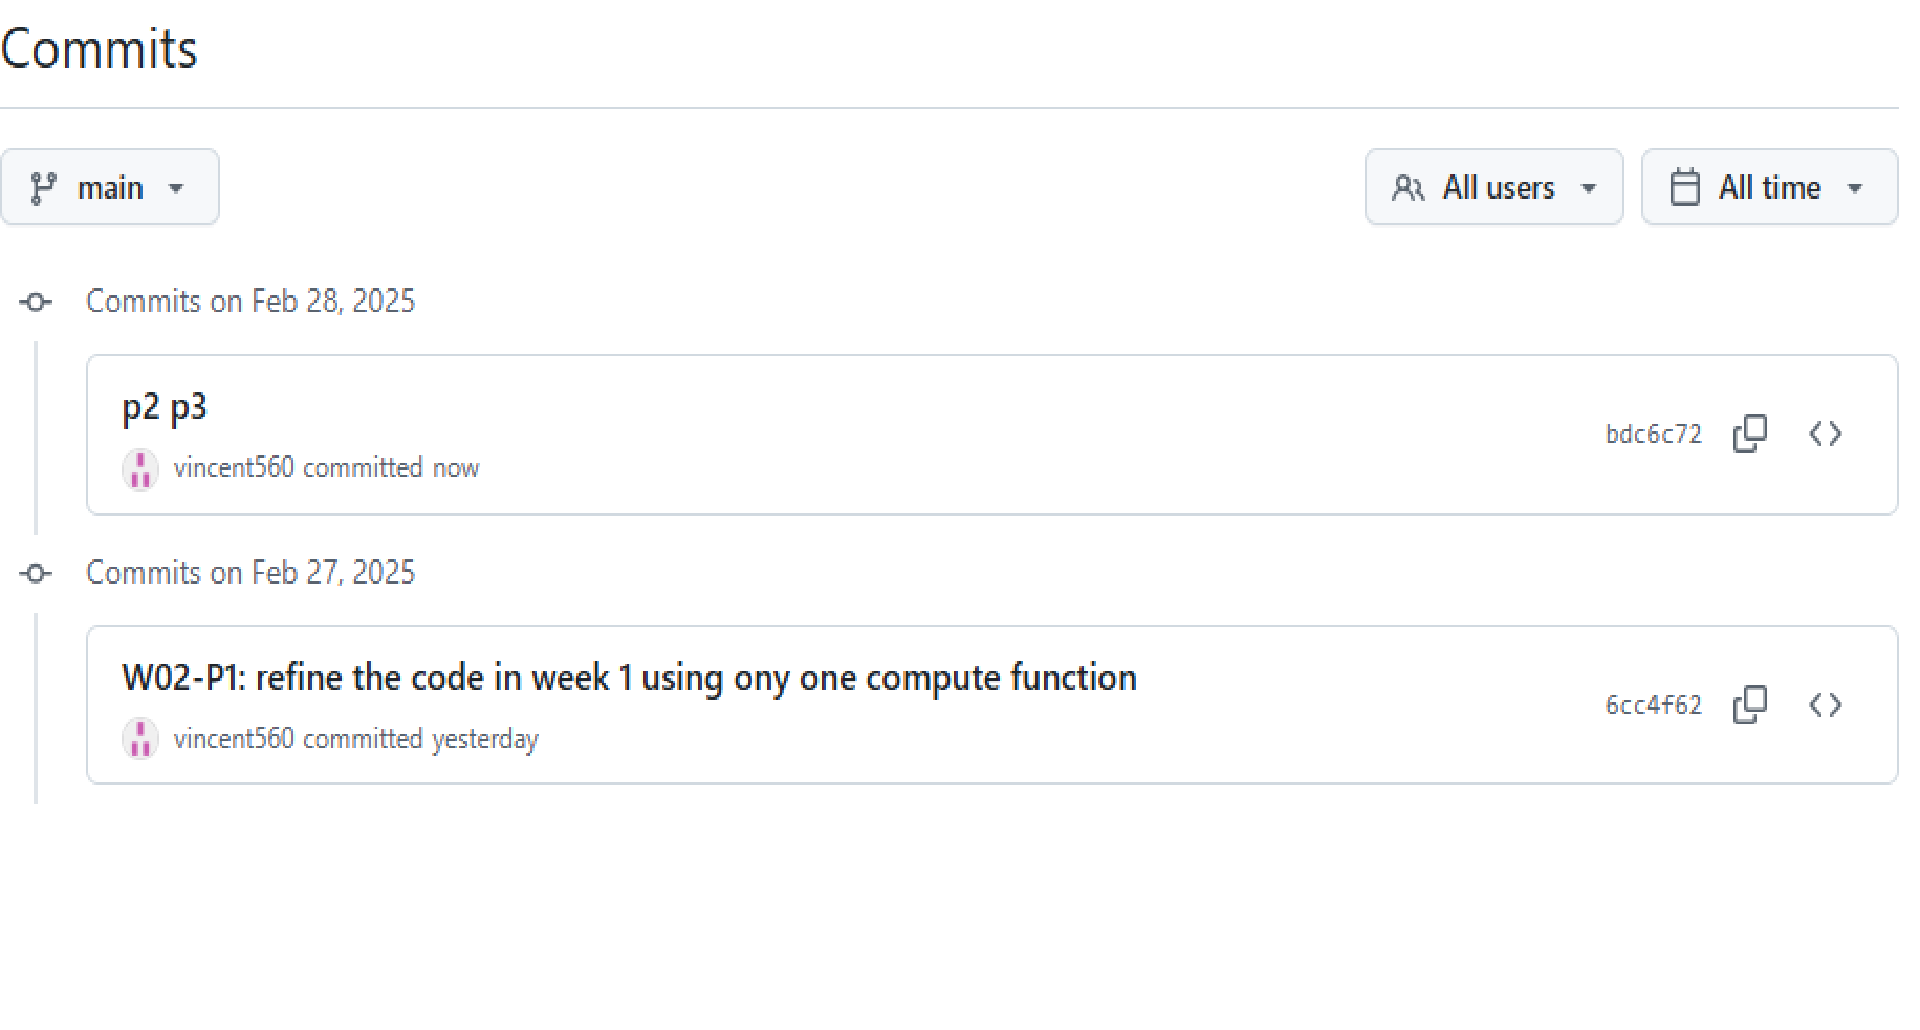 Commits
main
All users
All time
Commits on Feb 28, 2025
p2 p3
bdc6c72
vincent560 committed now
Commits on Feb 27, 2025
W02-P1: refine the code in week 1 using ony one compute function
6cc4f62
vincent560 committed yesterday